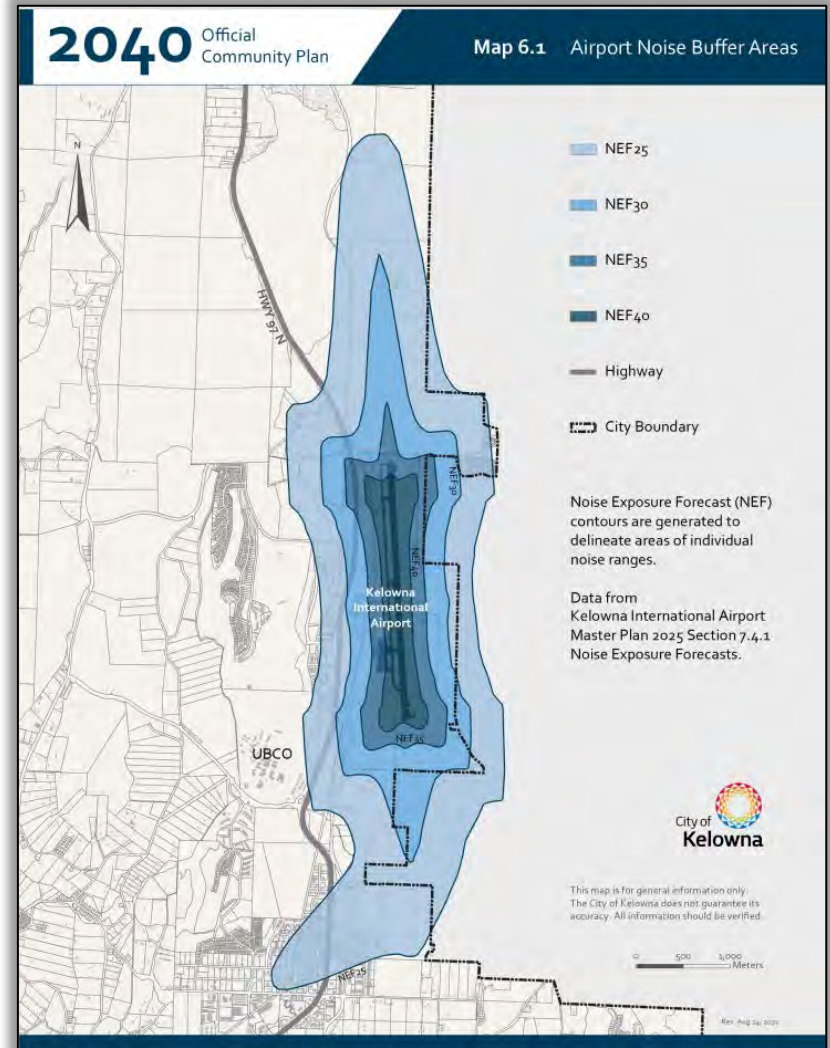 2040 Official
Community Plan
Map 6.1 Airport Noise Buffer Areas
N
HWY 97 N
NEF25
NEF30
NEF35
NEF40
Highway
City Boundary
NEF30
NEF40
Kelowna
International
Airport
NEF35
UBCO
NEF25
Noise Exposure Forecast (NEF)
contours are generated to
delineate areas of individual
noise ranges.
Data from
Kelowna International Airport
Master Plan 2025 Section 7.4.1
Noise Exposure Forecasts.
City of
Kelowna
This map is for general information only.
The City of Kelowna does not guarantee its
accuracy. All information should be verified.
0 500 1,000
Meters
Rev. Aug 24, 2020